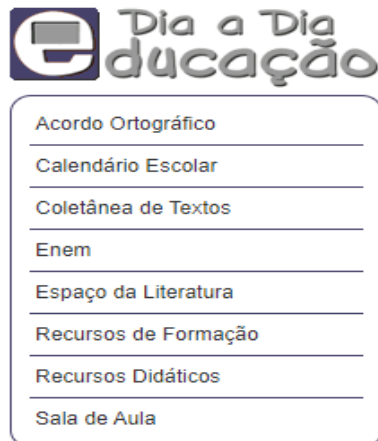 Dia a Dia
educação
Acordo Ortográfico
Calendário Escolar
Coletânea de Textos
Enem
Espaço da Literatura
Recursos de Formação
Recursos Didáticos
Sala de Aula